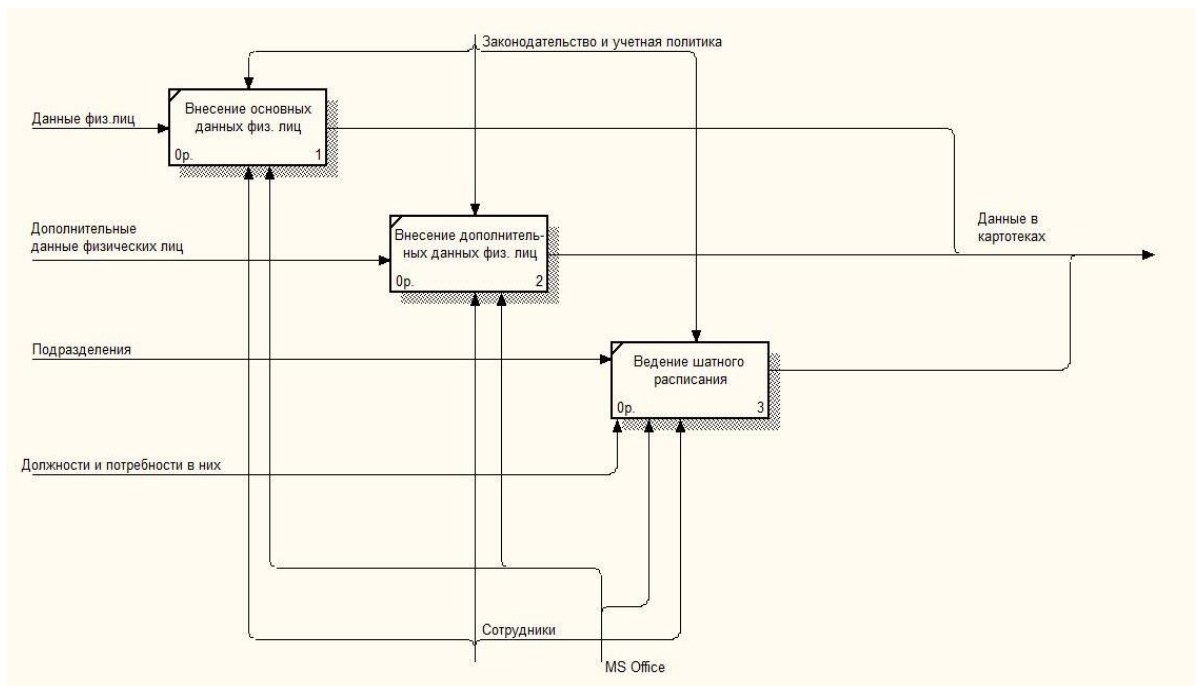 Законодательство и учетная политика
Данные физ.лиц
Внесение основных
данных физ. лиц
0р.
1
Дополнительные
данные физических лиц
Внесение дополнитель-
ных данных физ. лиц
0р.
2
Данные в
картотеках
Подразделения
Ведение шатного
расписания
0р.
3
Должности и потребности в них
Сотрудники
MS Office